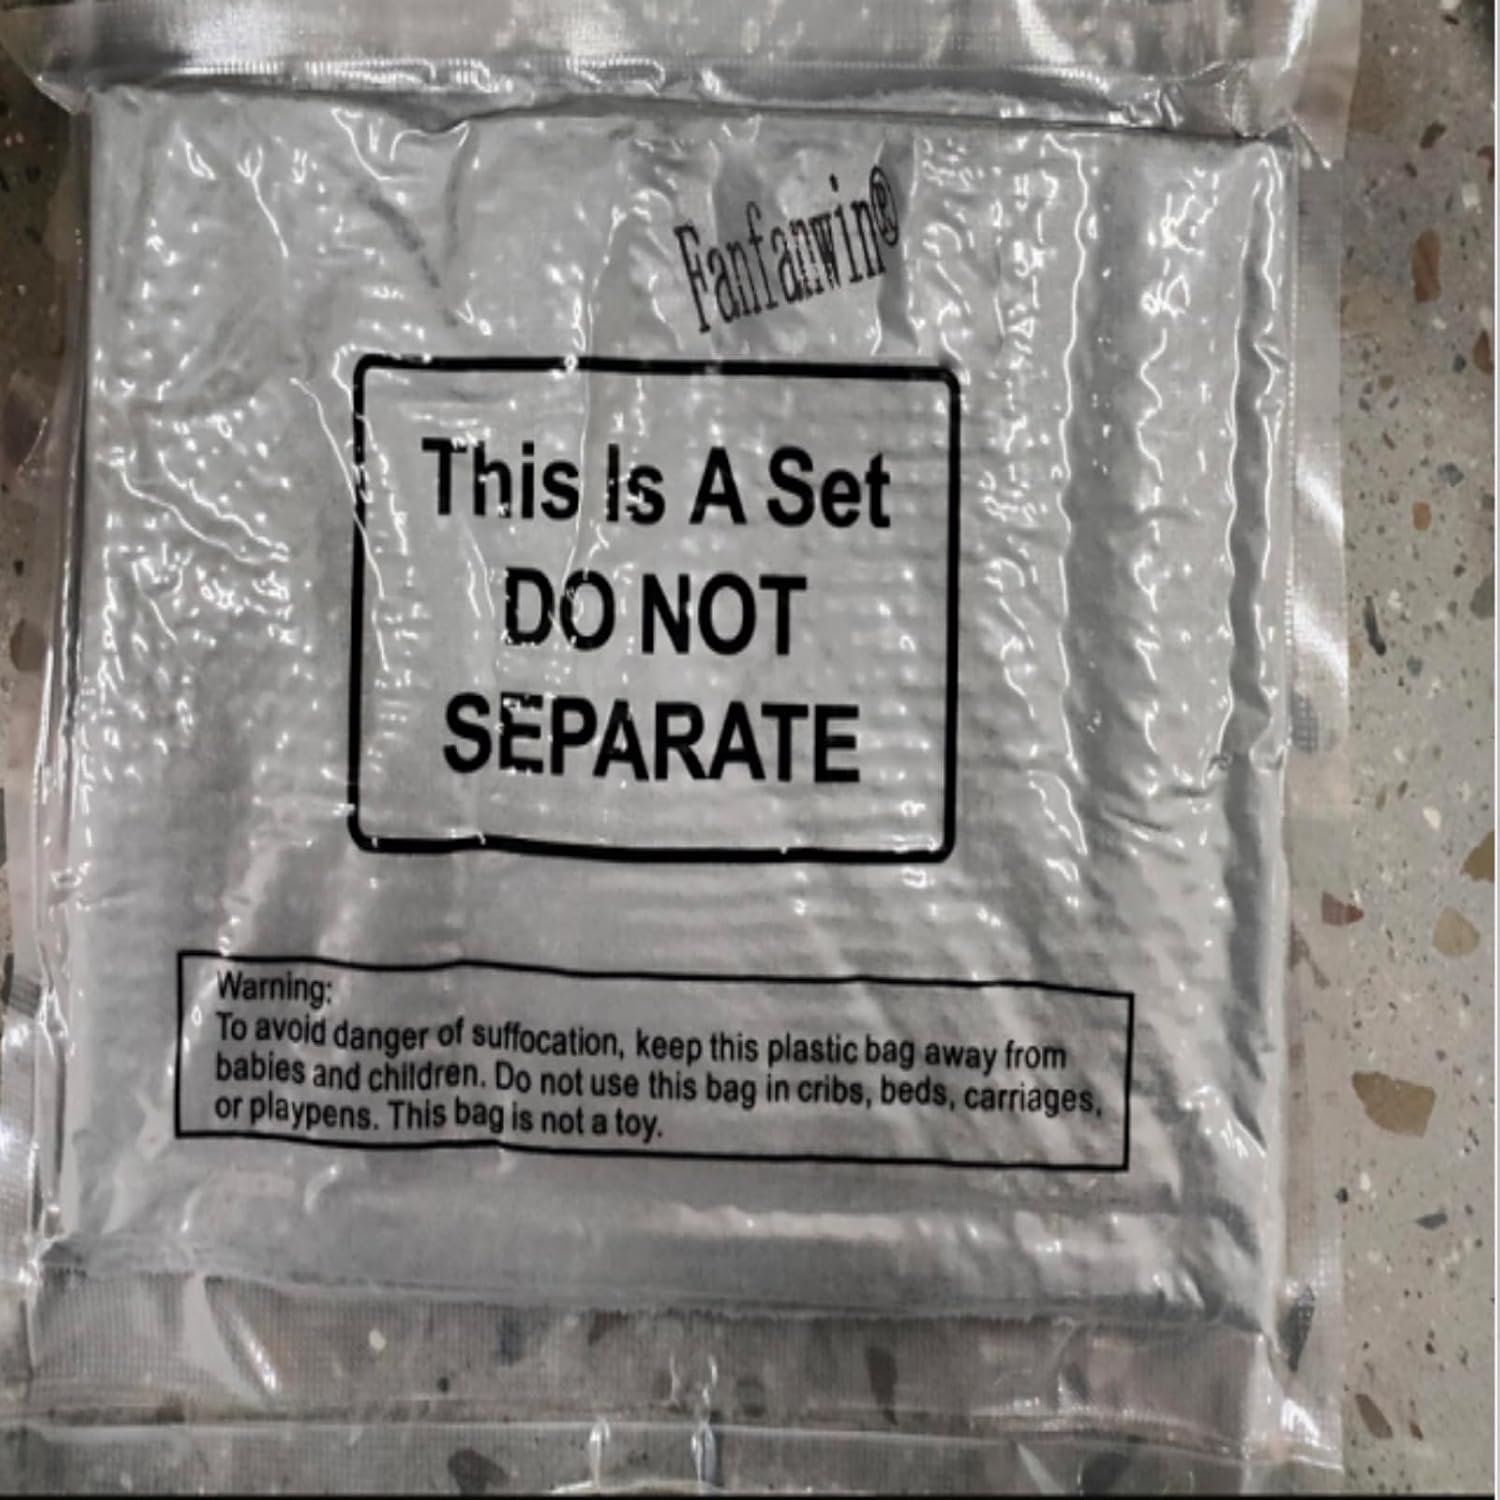 Fanfanwin®
This Is A Set
DO NOT
SEPARATE
Warning:
To avoid danger of suffocation, keep this plastic bag away from
babies and children. Do not use this bag in cribs, beds, carriages,
or playpens. This bag is not a toy.